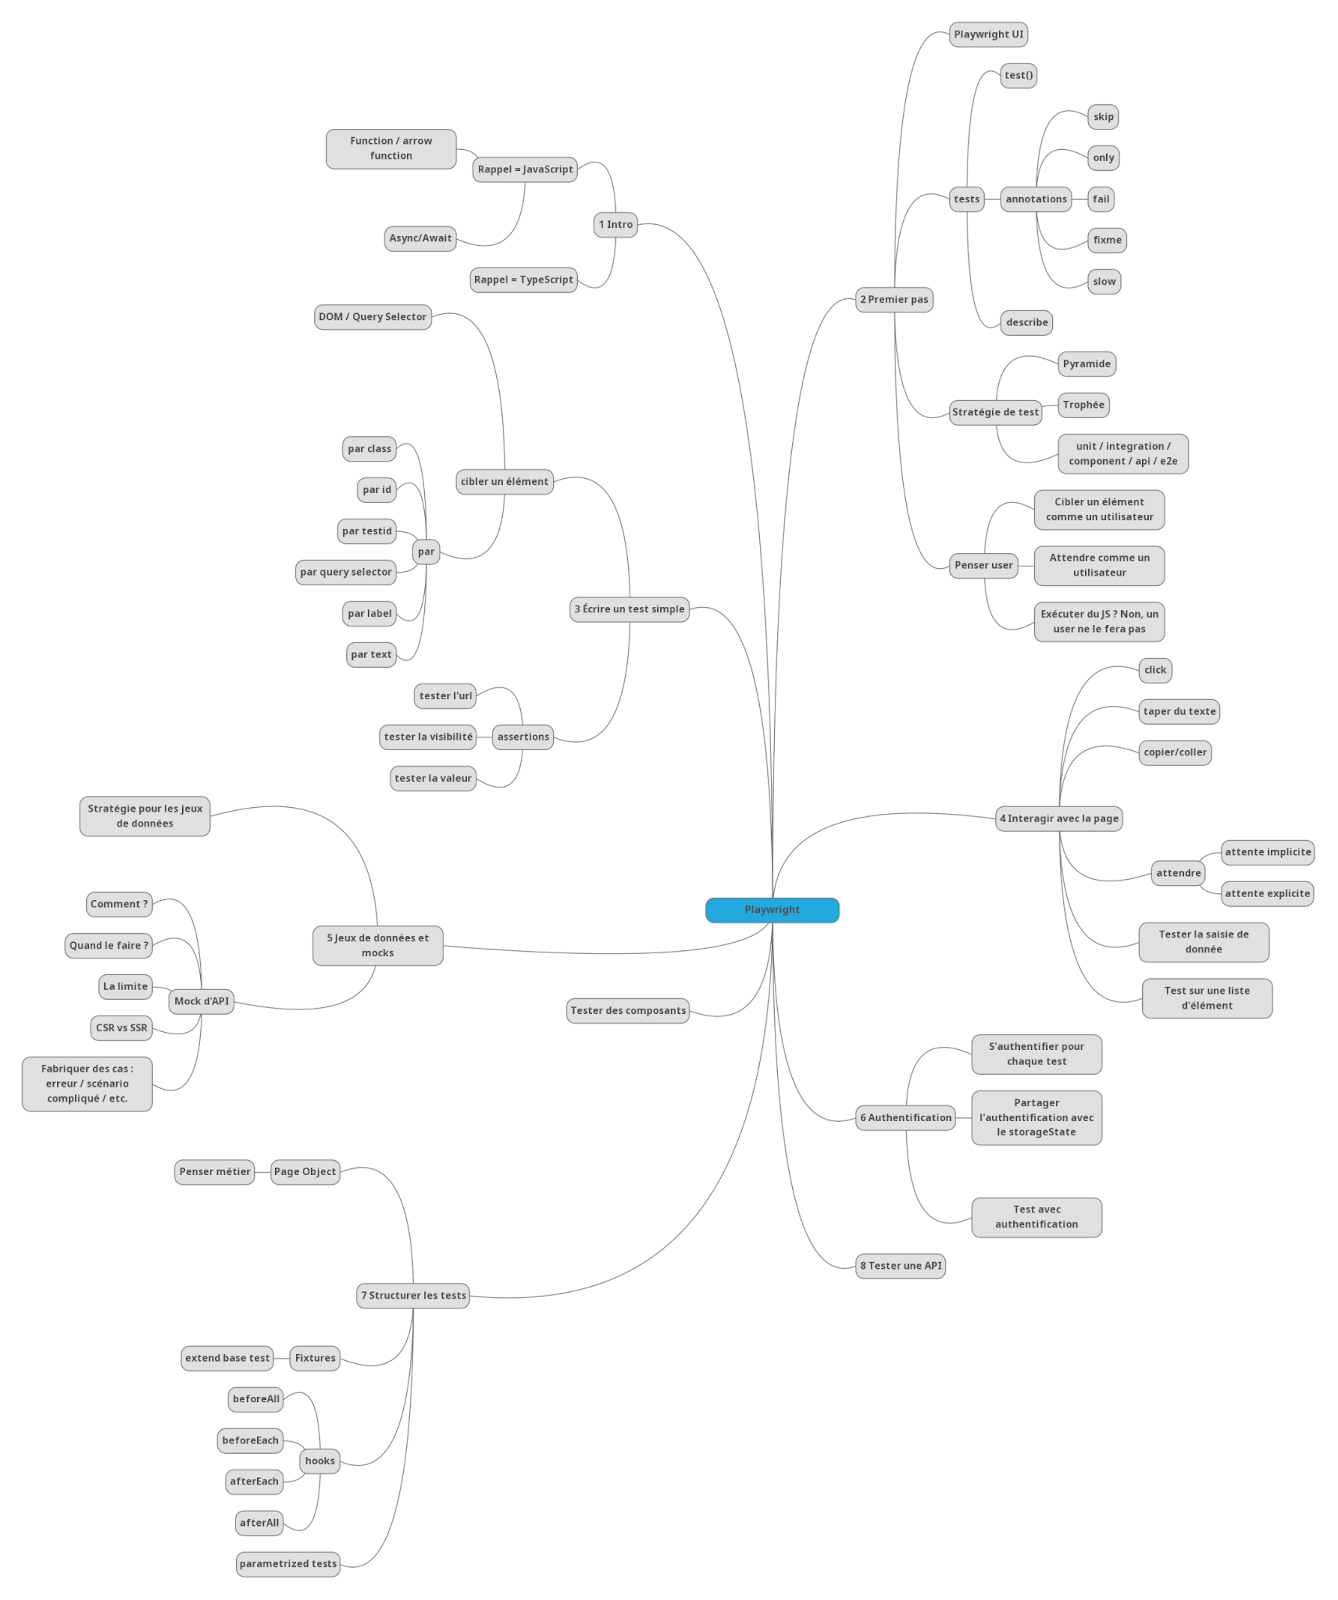 Playwright
1 Intro
Rappel = JavaScript
Function / arrow
function
Async/Await
Rappel = TypeScript
2 Premier pas
Playwright UI
tests
test()
annotations
skip
only
fail
fixme
slow
describe
Stratégie de test
Pyramide
Trophée
unit / integration /
component / api / e2e
Penser user
Cibler un élément
comme un utilisateur
Attendre comme un
utilisateur
Exécuter du JS ? Non, un
user ne le fera pas
3 Écrire un test simple
cibler un élément
DOM / Query Selector
par
par class
par id
par testid
par query selector
par label
par text
assertions
tester l'url
tester la visibilité
tester la valeur
4 Interagir avec la page
click
taper du texte
copier/coller
attendre
attente implicite
attente explicite
Tester la saisie de
donnée
Test sur une liste
d'élément
5 Jeux de données et
mocks
Stratégie pour les jeux
de données
Mock d'API
Comment ?
Quand le faire ?
La limite
CSR vs SSR
Fabriquer des cas :
erreur / scénario
compliqué / etc.
Tester des composants
6 Authentification
S'authentifier pour
chaque test
Partager
l'authentification avec
le storageState
Test avec
authentification
7 Structurer les tests
Page Object
Penser métier
Fixtures
extend base test
hooks
beforeAll
beforeEach
afterEach
afterAll
parametrized tests
8 Tester une API